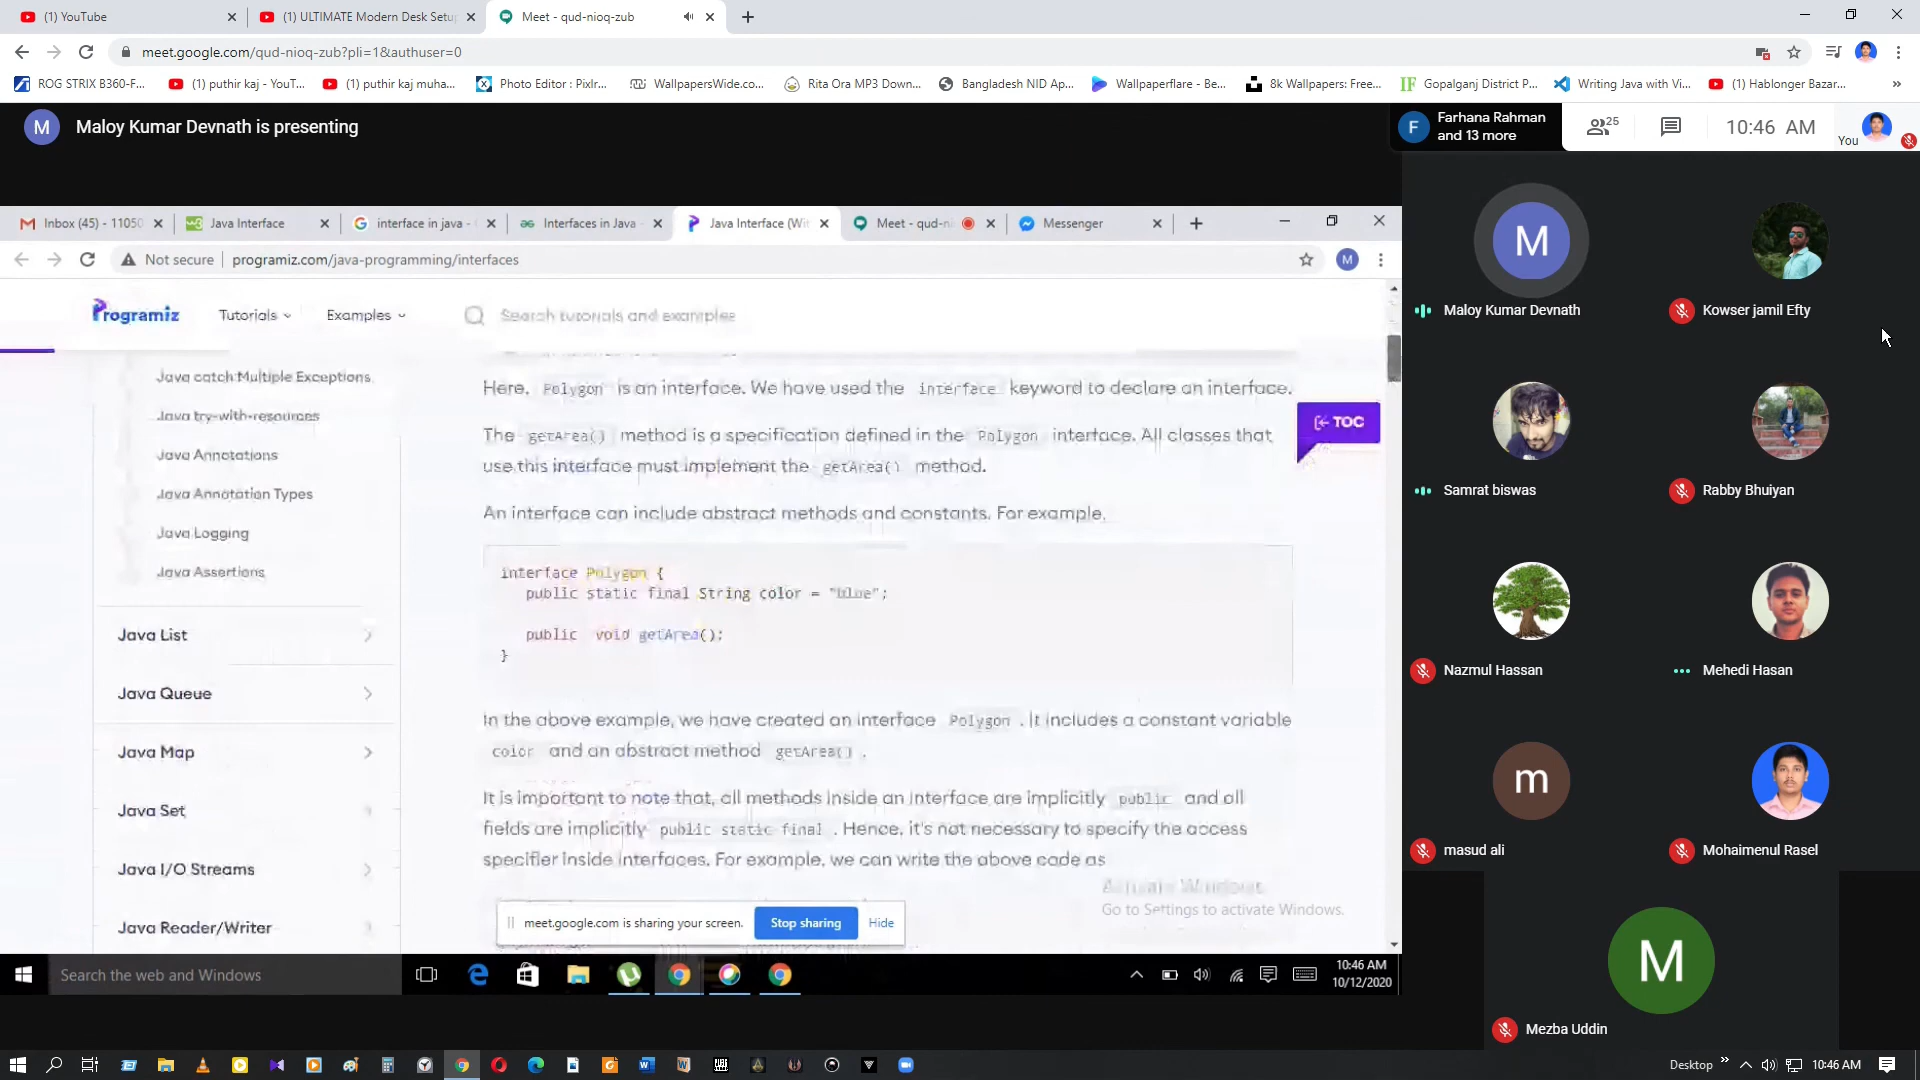 (1) YouTube
(1) ULTIMATE Modern Desk Setu
Meet - qud-nioq-zub
meet.google.com/qud-nioq-zub?pli=1&authuser=0
ROG STRIX B360-F...
(1) puthir kaj - YouT...
(1) puthir kaj muha...
Photo Editor : Pixlr...
WallpapersWide.co...
Rita Ora MP3 Down...
Bangladesh NID Ap...
Wallpaperflare - Be...
8k Wallpapers: Free...
Gopalganj District P...
Writing Java with Vi...
(1) Hablonger Bazar...
M
Maloy Kumar Devnath is presenting
F
Farhana Rahman
and 13 more
25
10:46 AM
You
Inbox (45) - 11050
Java Interface
interface in java -
Interfaces in Java -
Java Interface (Wit
Meet - qud-ni
Messenger
Not secure
programiz.com/java-programming/interfaces
M
Programiz
Tutorials
Examples
Search tutorials and examples
Java catch Multiple Exceptions
Java try-with-resources
Java Annotations
Java Annotation Types
Java Logging
Java Assertions
Java List
Java Queue
Java Map
Java Set
Java I/O Streams
Java Reader/Writer
Here, Polygon is an interface. We have used the interface keyword to declare an interface.
The getArea() method is a specification defined in the Polygon interface. All classes that
use this interface must implement the getArea() method.
TOC
An interface can include abstract methods and constants. For example,
interface Polygon {
public static final String color = "blue";
public void getArea();
}
In the above example, we have created an interface Polygon . It includes a constant variable
color and an abstract method getArea() .
It is important to note that, all methods inside an interface are implicitly public and all
fields are implicitly public static final . Hence, it's not necessary to specify the access
specifier inside interfaces. For example, we can write the above code as
Activate Windows
Go to Settings to activate Windows.
meet.google.com is sharing your screen.
Stop sharing
Hide
Search the web and Windows
10:46 AM
10/12/2020
M
Maloy Kumar Devnath
Kowser jamil Efty
Samrat biswas
Rabby Bhuiyan
Nazmul Hassan
Mehedi Hasan
m
masud ali
Mohaimenul Rasel
M
Mezba Uddin
Desktop
10:46 AM